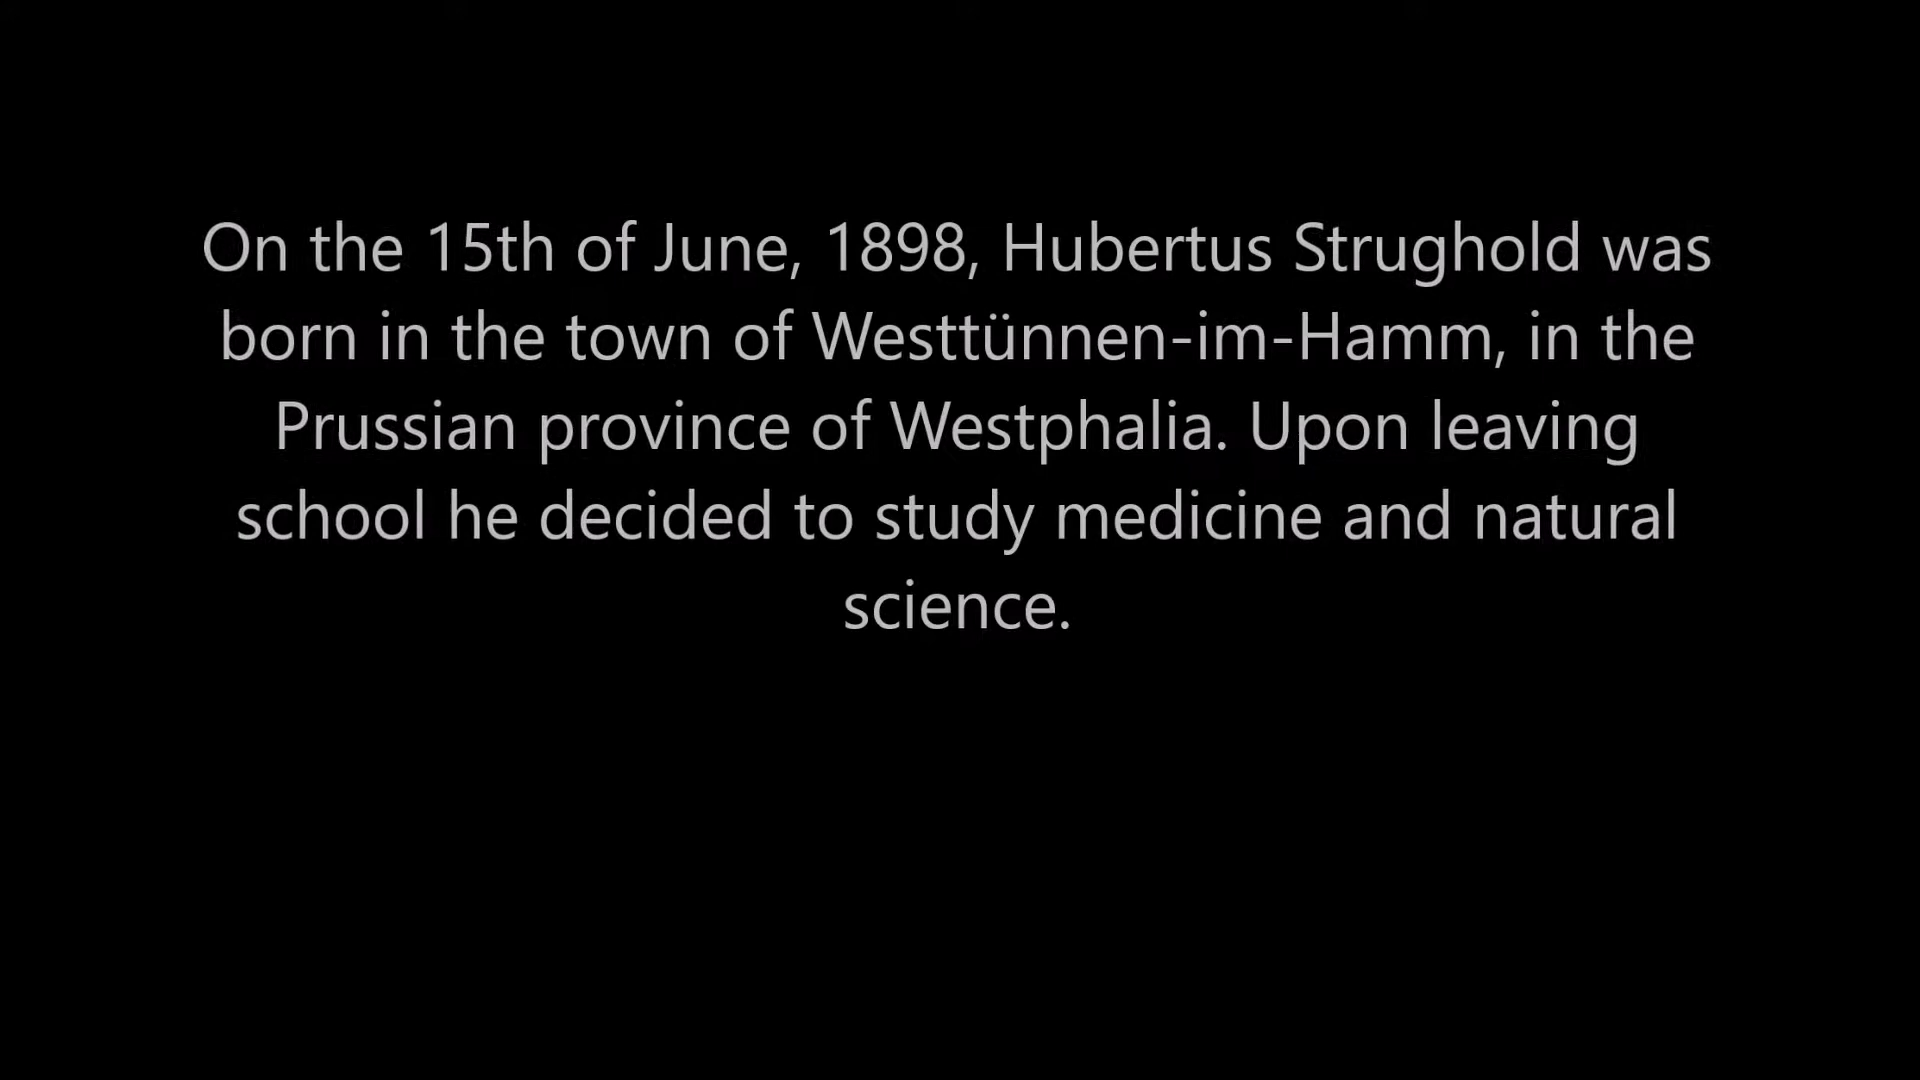 On the 15th of June, 1898, Hubertus Strughold was
born in the town of Westtünnen-im-Hamm, in the
Prussian province of Westphalia. Upon leaving
school he decided to study medicine and natural
science.